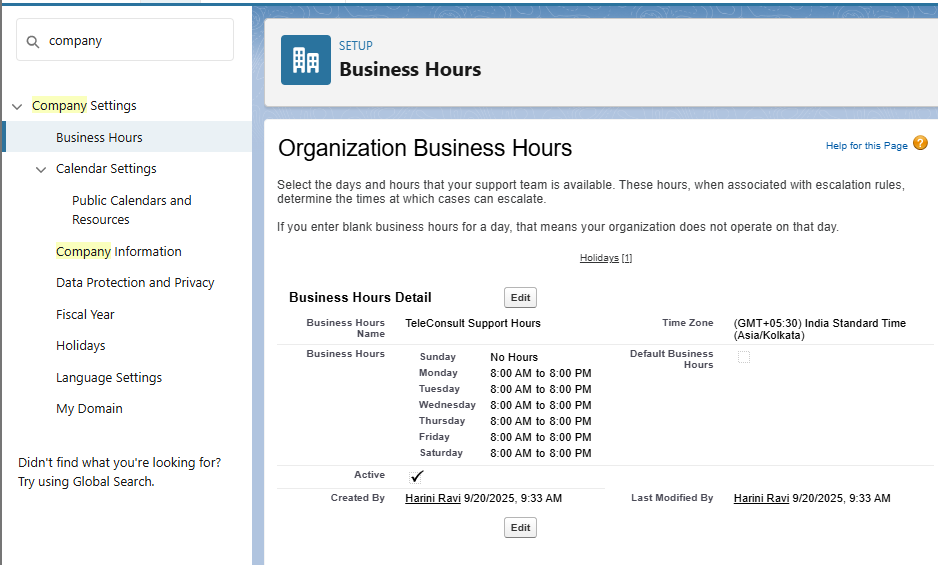 company
Company Settings
Business Hours
Calendar Settings
Public Calendars and
Resources
Company Information
Data Protection and Privacy
Fiscal Year
Holidays
Language Settings
My Domain
Didn't find what you're looking for?
Try using Global Search.
SETUP
Business Hours
Organization Business Hours
Help for this Page ?
Select the days and hours that your support team is available. These hours, when associated with escalation rules,
determine the times at which cases can escalate.
If you enter blank business hours for a day, that means your organization does not operate on that day.
Holidays [1]
Business Hours Detail Edit
Business Hours Name TeleConsult Support Hours Time Zone (GMT+05:30) India Standard Time
(Asia/Kolkata)
Business Hours Sunday No Hours Default Business Hours
Monday 8:00 AM to 8:00 PM
Tuesday 8:00 AM to 8:00 PM
Wednesday 8:00 AM to 8:00 PM
Thursday 8:00 AM to 8:00 PM
Friday 8:00 AM to 8:00 PM
Saturday 8:00 AM to 8:00 PM
Active ✓
Created By Harini Ravi 9/20/2025, 9:33 AM Last Modified By Harini Ravi 9/20/2025, 9:33 AM
Edit